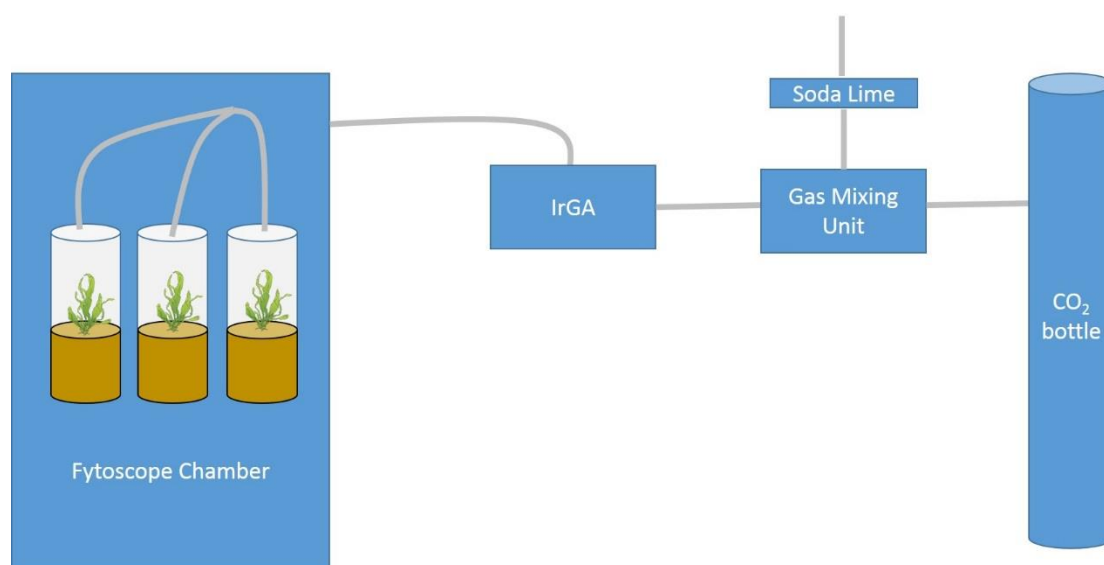 Soda Lime
IrGA
Gas Mixing
Unit
CO₂
bottle
Fytoscope Chamber